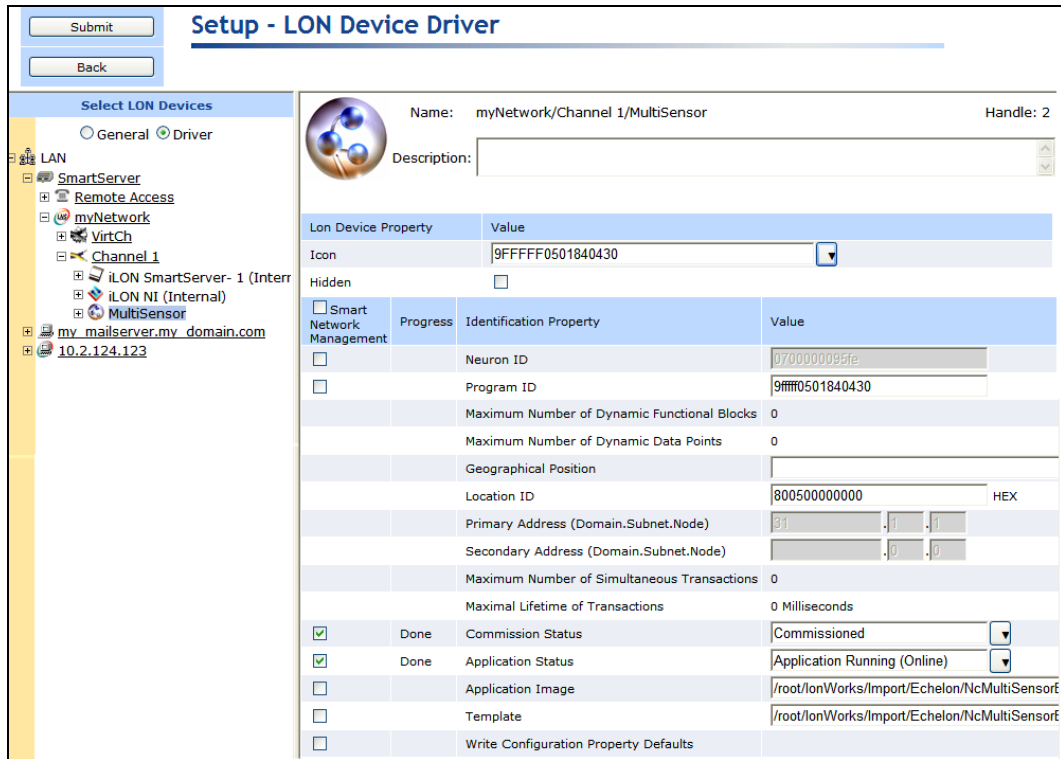 Submit
Back
Setup - LON Device Driver
Select LON Devices
General Driver
LAN
SmartServer
Remote Access
myNetwork
VirtCh
Channel 1
iLON SmartServer- 1 (Interr
iLON NI (Internal)
MultiSensor
my_mailserver.my_domain.com
10.2.124.123
Name: myNetwork/Channel 1/MultiSensor Handle: 2
Description:
Lon Device Property Value
Icon 9FFFFF0501840430
Hidden
Smart Network Management Progress Identification Property Value
Neuron ID 0700000095fe
Program ID 9fffff0501840430
Maximum Number of Dynamic Functional Blocks 0
Maximum Number of Dynamic Data Points 0
Geographical Position
Location ID 800500000000 HEX
Primary Address (Domain.Subnet.Node) 31 .1 .1
Secondary Address (Domain.Subnet.Node) .0 .0
Maximum Number of Simultaneous Transactions 0
Maximal Lifetime of Transactions 0 Milliseconds
Done Commission Status Commissioned
Done Application Status Application Running (Online)
Application Image /root/lonWorks/Import/Echelon/NcMultiSensorE
Template /root/lonWorks/Import/Echelon/NcMultiSensorE
Write Configuration Property Defaults